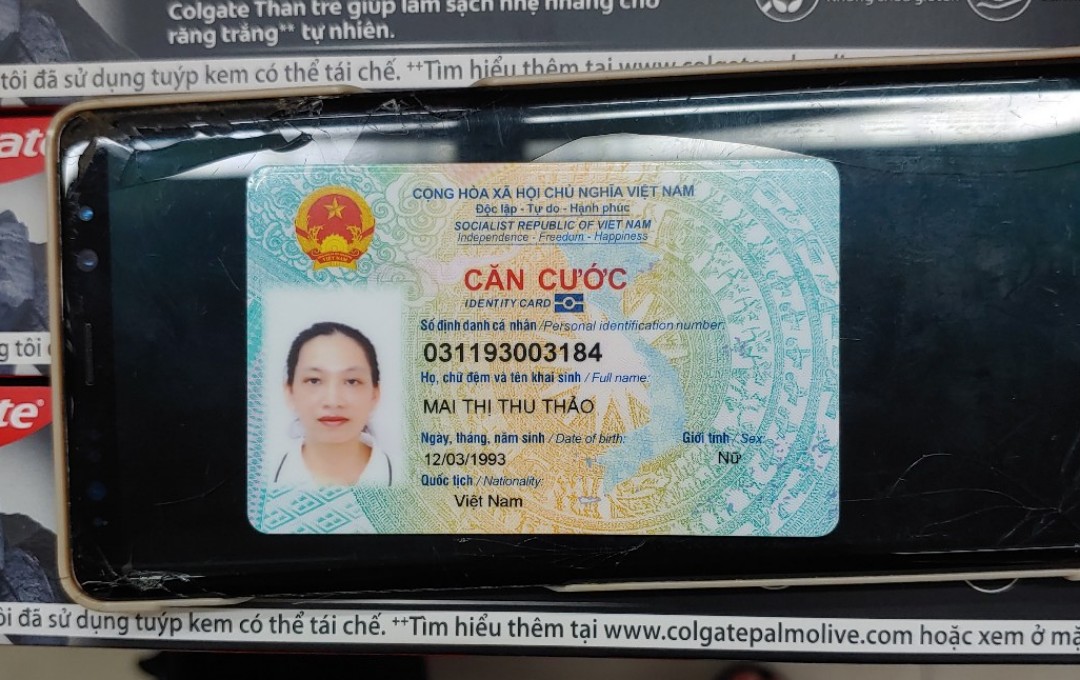 Colgate Than tre giúp làm sạch nhẹ nhàng cho
răng trắng** tự nhiên.
tôi đã sử dụng tuýp kem có thể tái chế. ⁺⁺Tìm hiểu thêm tại www.
CỘNG HÒA XÃ HỘI CHỦ NGHĨA VIỆT NAM
Độc lập - Tự do - Hạnh phúc
SOCIALIST REPUBLIC OF VIET NAM
Independence - Freedom - Happiness
VIỆT NAM
CĂN CƯỚC
IDENTITY CARD
Số định danh cá nhân / Personal identification number:
031193003184
Họ, chữ đệm và tên khai sinh / Full name:
MAI THỊ THU THẢO
Ngày, tháng, năm sinh / Date of birth:
Giới tính / Sex:
12/03/1993
Nữ
Quốc tịch / Nationality:
Việt Nam
g tôi
đã sử dụng tuýp kem có thể tái chế. ⁺⁺Tìm hiểu thêm tại www.colgatepalmolive.com hoặc xem ở